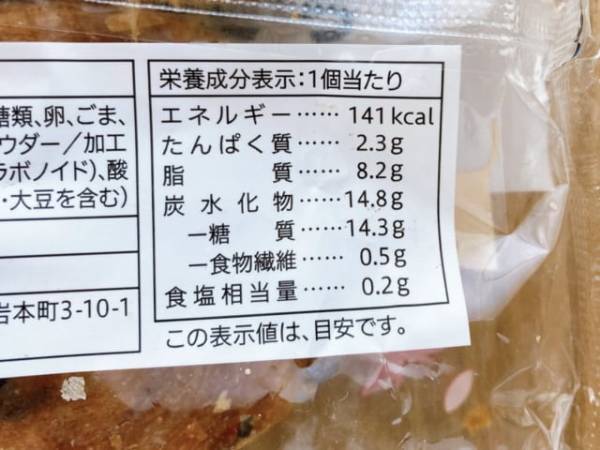 糖類、卵、ごま、
ウダー／加工
ラボノイド)、酸
・大豆を含む)
岩本町3-10-1
栄養成分表示:1個当たり
エネルギー…… 141kcal
たんぱく質…… 2.3g
脂 質…… 8.2g
炭水化物…… 14.8g
−糖 質…… 14.3g
−食物繊維…… 0.5g
食塩相当量…… 0.2g
この表示値は、目安です。